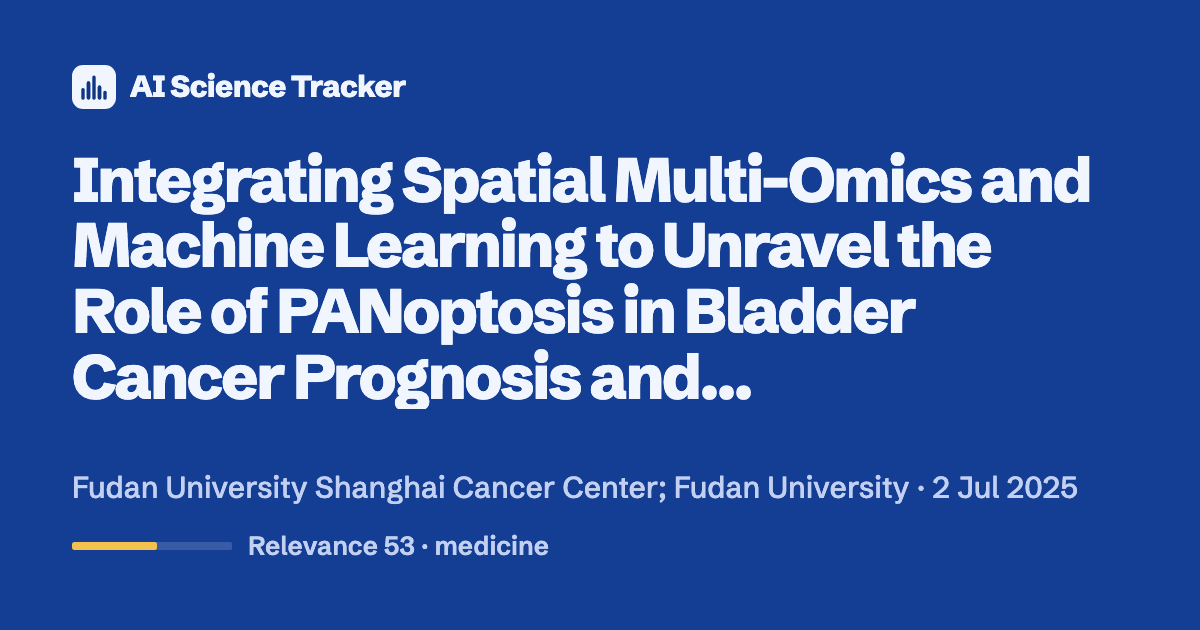 AI Science Tracker
Integrating Spatial Multi-Omics and
Machine Learning to Unravel the
Role of PANoptosis in Bladder
Cancer Prognosis and...
Fudan University Shanghai Cancer Center; Fudan University · 2 Jul 2025
Relevance 53 · medicine